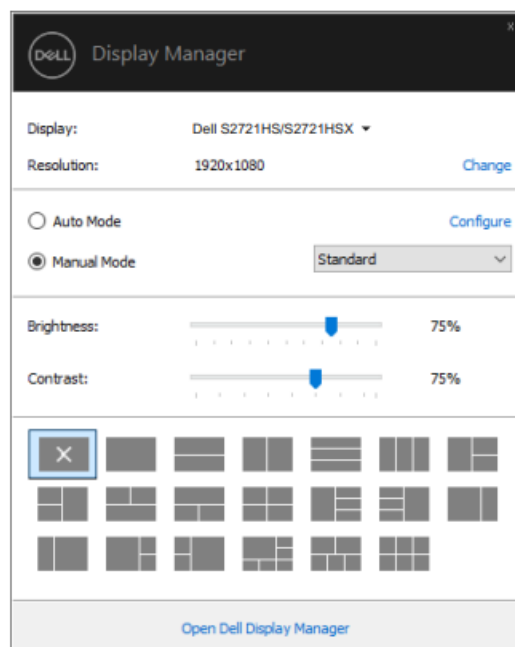 x
DELL Display Manager
Display: Dell S2721HS/S2721HSX
Resolution: 1920x1080 Change
Auto Mode Configure
Manual Mode Standard
Brightness: 75%
Contrast: 75%
Open Dell Display Manager